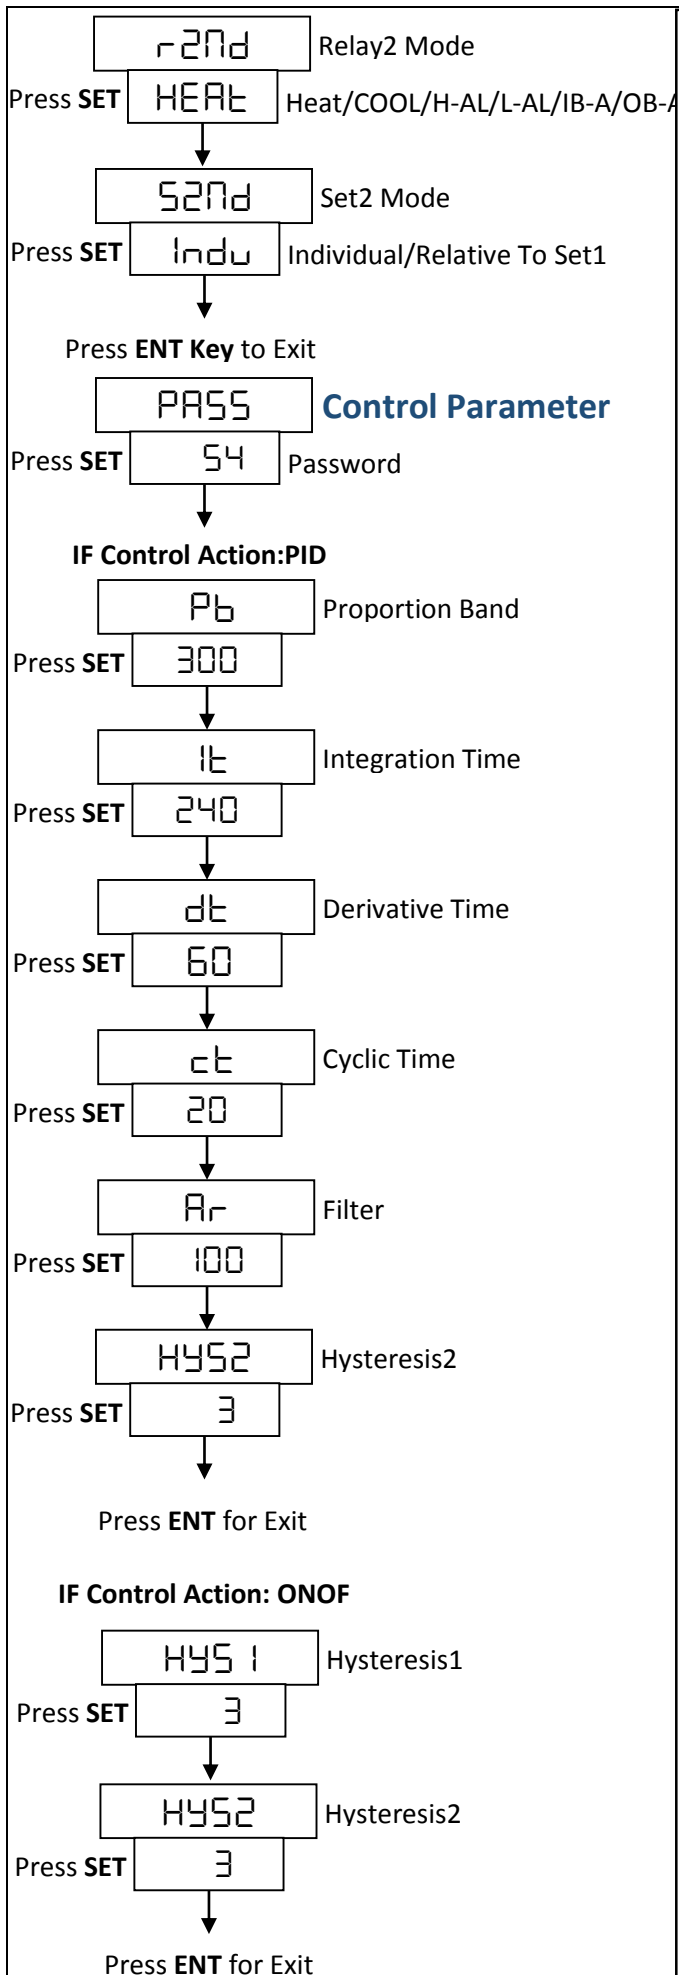 r2Md Relay2 Mode
Press SET HEAt Heat/COOL/H-AL/L-AL/IB-A/OB-A
S2Md Set2 Mode
Press SET Indu Individual/Relative To Set1
Press ENT Key to Exit
PASS Control Parameter
Press SET 54 Password
IF Control Action:PID
Pb Proportion Band
Press SET 300
It Integration Time
Press SET 240
dt Derivative Time
Press SET 60
ct Cyclic Time
Press SET 20
Ar Filter
Press SET 100
HYS2 Hysteresis2
Press SET 3
Press ENT for Exit
IF Control Action: ONOF
HYS1 Hysteresis1
Press SET 3
HYS2 Hysteresis2
Press SET 3
Press ENT for Exit